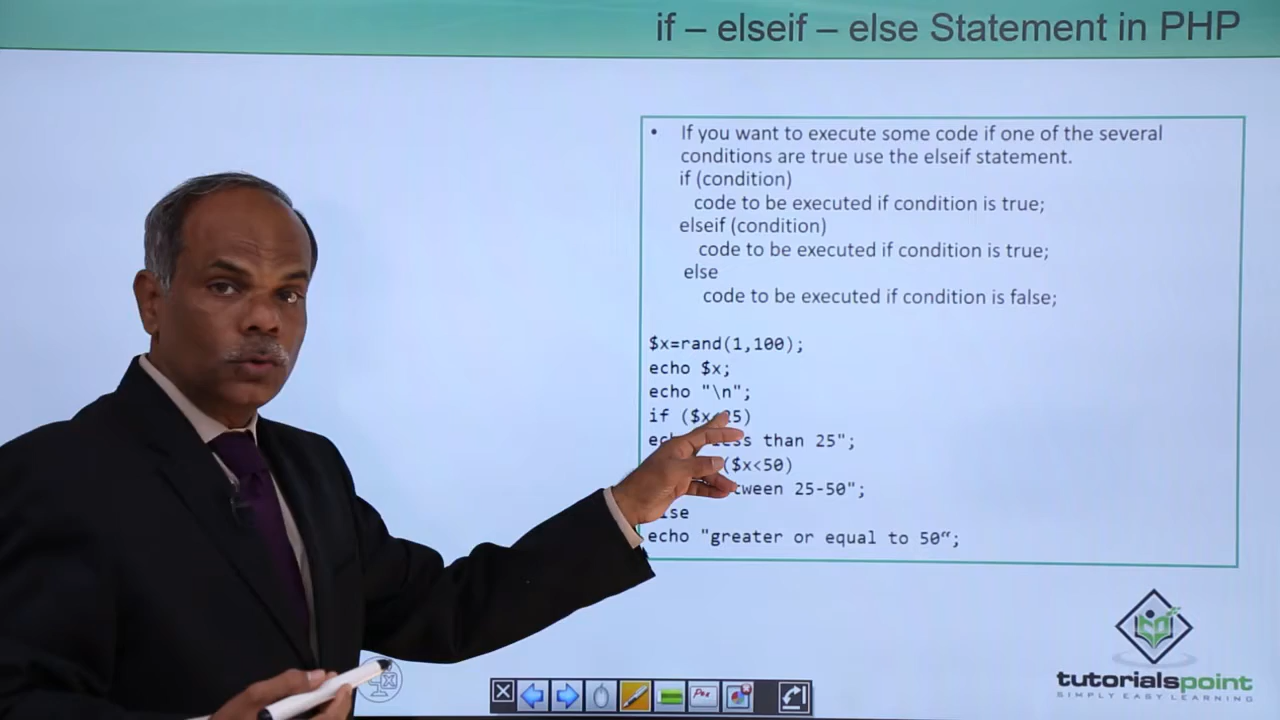 if – elseif – else Statement in PHP
• If you want to execute some code if one of the several
conditions are true use the elseif statement.
if (condition)
code to be executed if condition is true;
elseif (condition)
code to be executed if condition is true;
else
code to be executed if condition is false;
$x=rand(1,100);
echo $x;
echo "\n";
if ($x<25)
than 25";
($x<50)
25-50";
echo "greater or equal to 50“;
tutorialspoint
SIMPLY EASY LEARNING
Pen